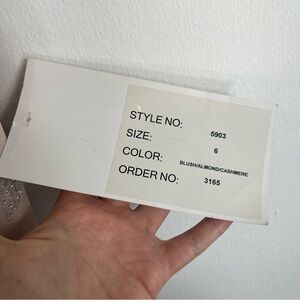 STYLE NO: 5903
SIZE: 6
COLOR: BLUSH/ALMOND/CASHMERE
ORDER NO: 3165